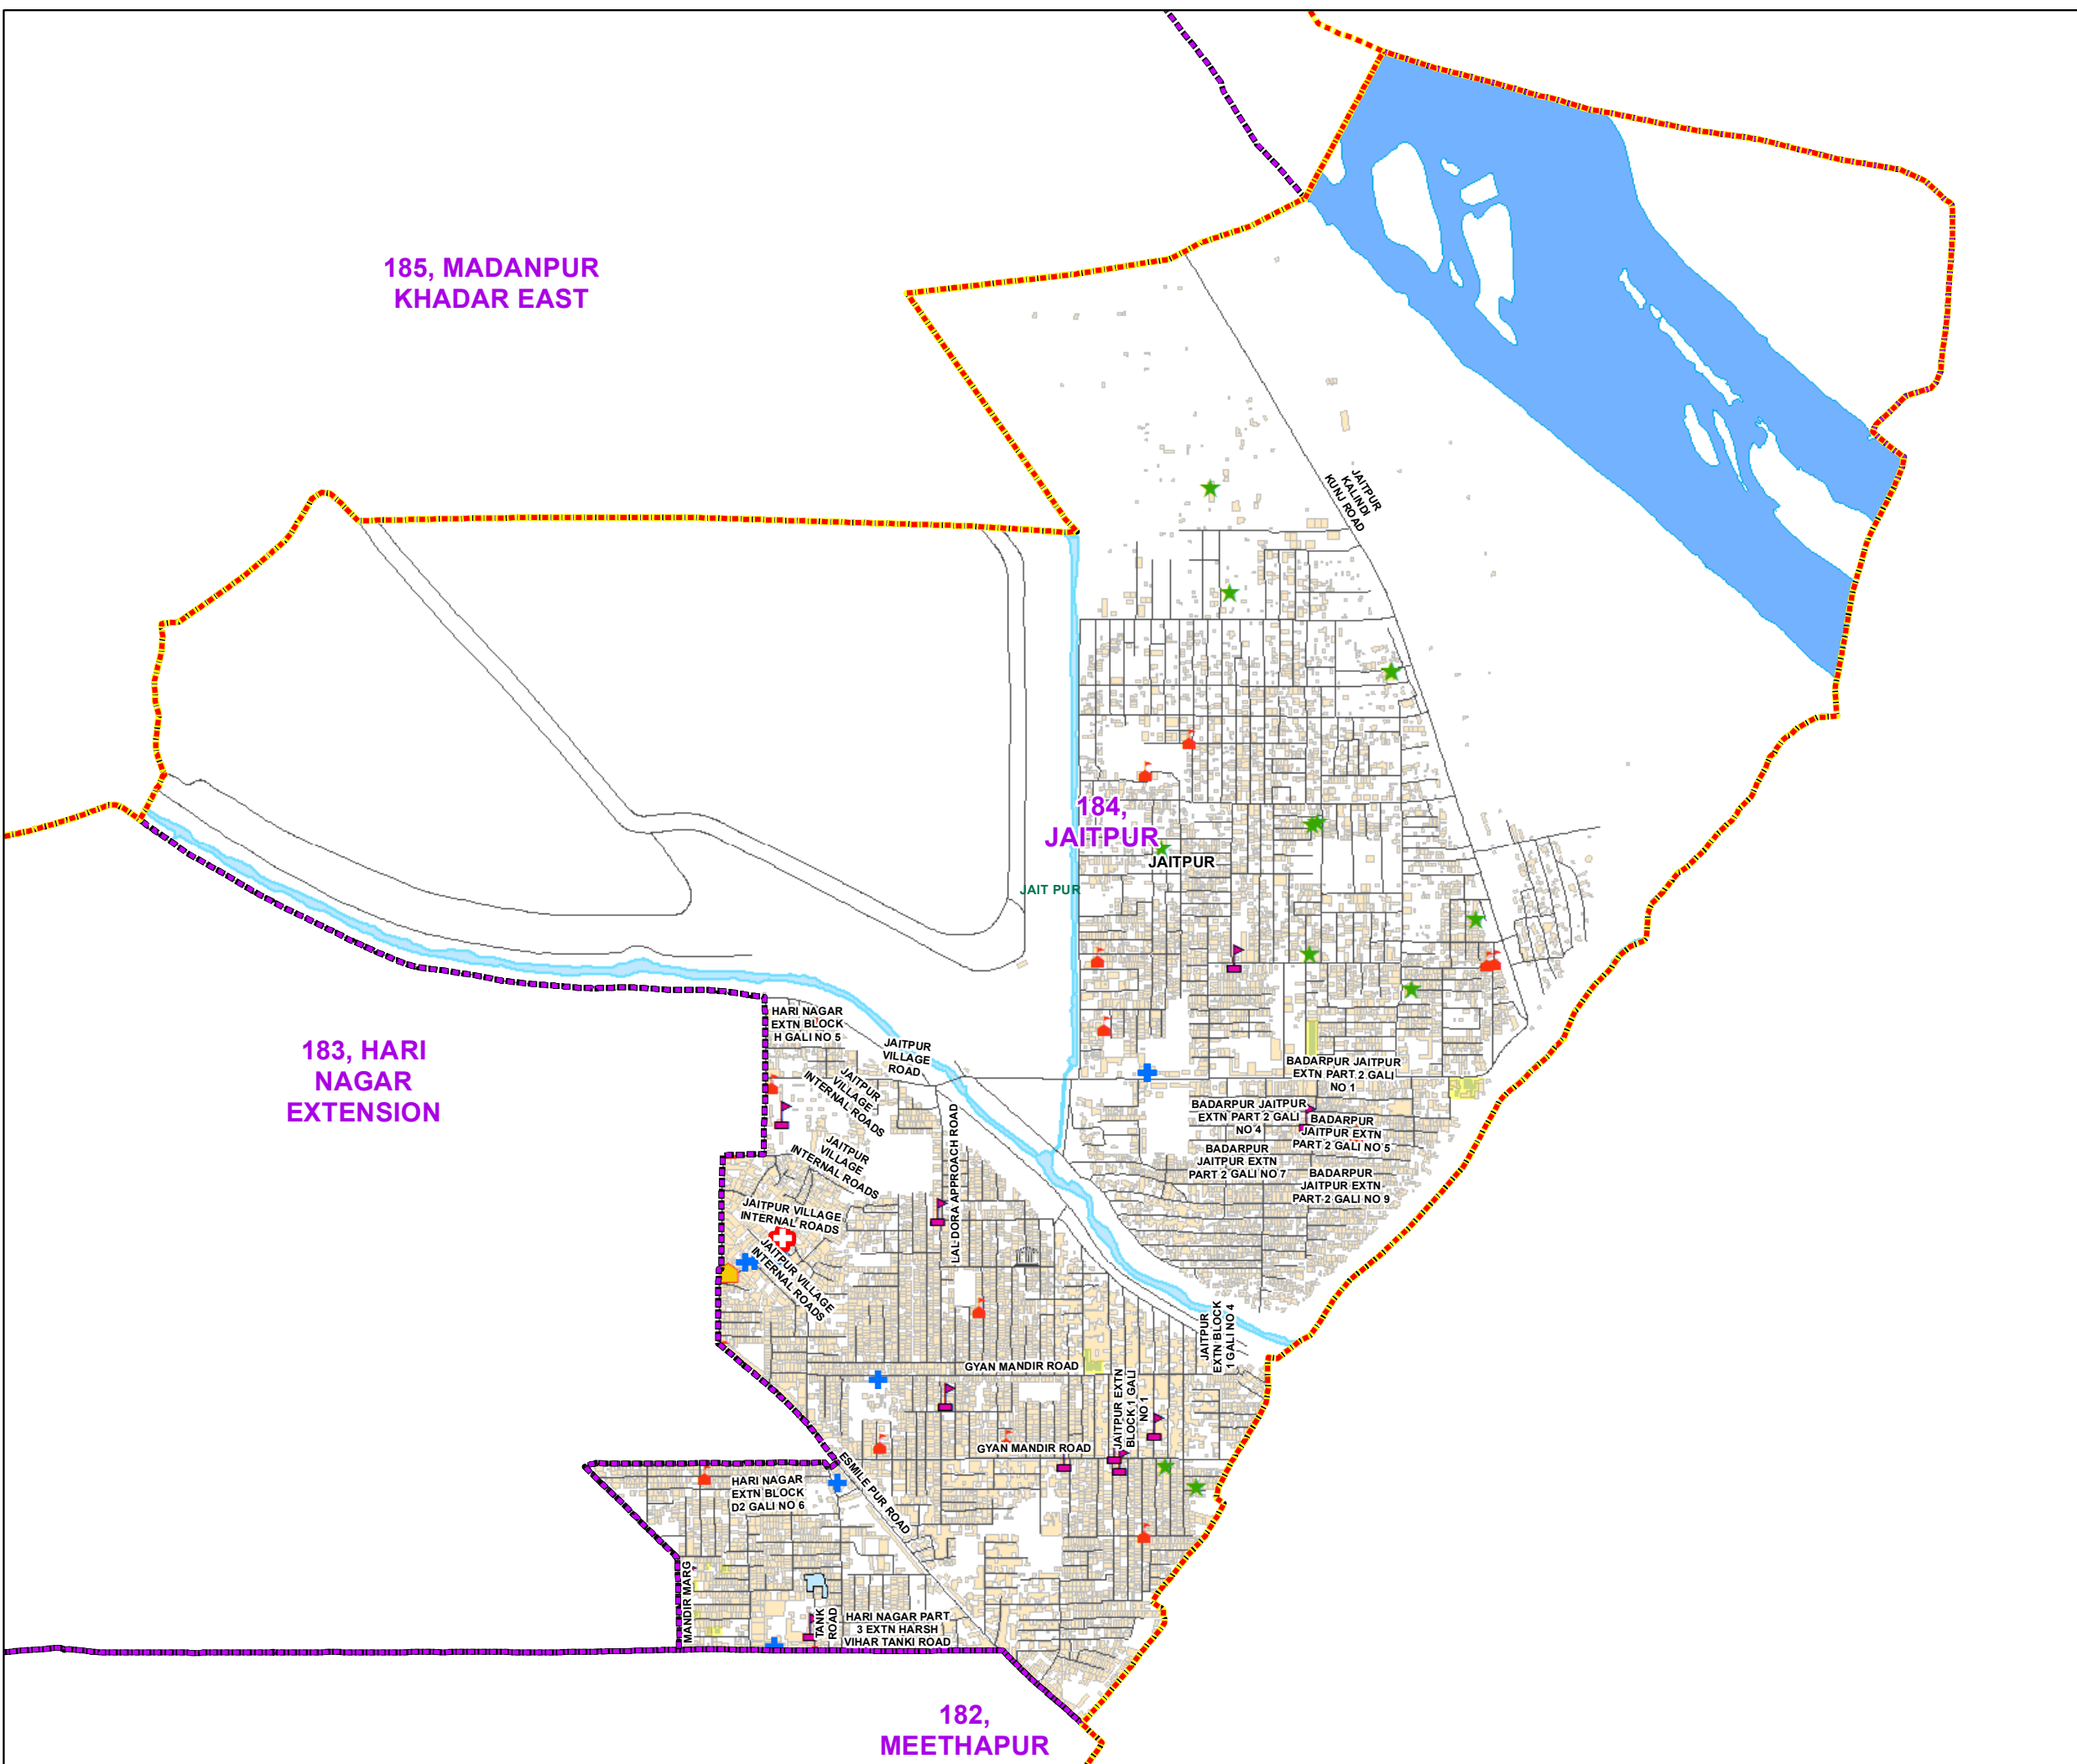 185, MADANPUR
KHADAR EAST
JAITPUR
KALINDI
KUNJ ROAD
184,
JAITPUR
JAITPUR
JAIT PUR
183, HARI
NAGAR
EXTENSION
HARI NAGAR
EXTN BLOCK
H GALI NO 5
JAITPUR
VILLAGE
ROAD
JAITPUR
VILLAGE
INTERNAL ROADS
BADARPUR JAITPUR
EXTN PART 2 GALI
NO 1
BADARPUR JAITPUR
EXTN PART 2 GALI
NO 4
BADARPUR
JAITPUR EXTN
PART 2 GALI NO 5
JAITPUR
VILLAGE
INTERNAL ROADS
LAL DORA APPROACH ROAD
BADARPUR
JAITPUR EXTN
PART 2 GALI NO 7
BADARPUR
JAITPUR EXTN
PART 2 GALI NO 9
JAITPUR VILLAGE
INTERNAL ROADS
JAITPUR VILLAGE
INTERNAL ROADS
JAITPUR
EXTN BLOCK
1 GALI NO 4
GYAN MANDIR ROAD
JAITPUR EXTN
BLOCK 1 GALI
NO 1
GYAN MANDIR ROAD
HARI NAGAR
EXTN BLOCK
D2 GALI NO 6
ESMILE PUR ROAD
MANDIR MARG
TANK
ROAD
HARI NAGAR PART
3 EXTN HARSH
VIHAR TANKI ROAD
182,
MEETHAPUR